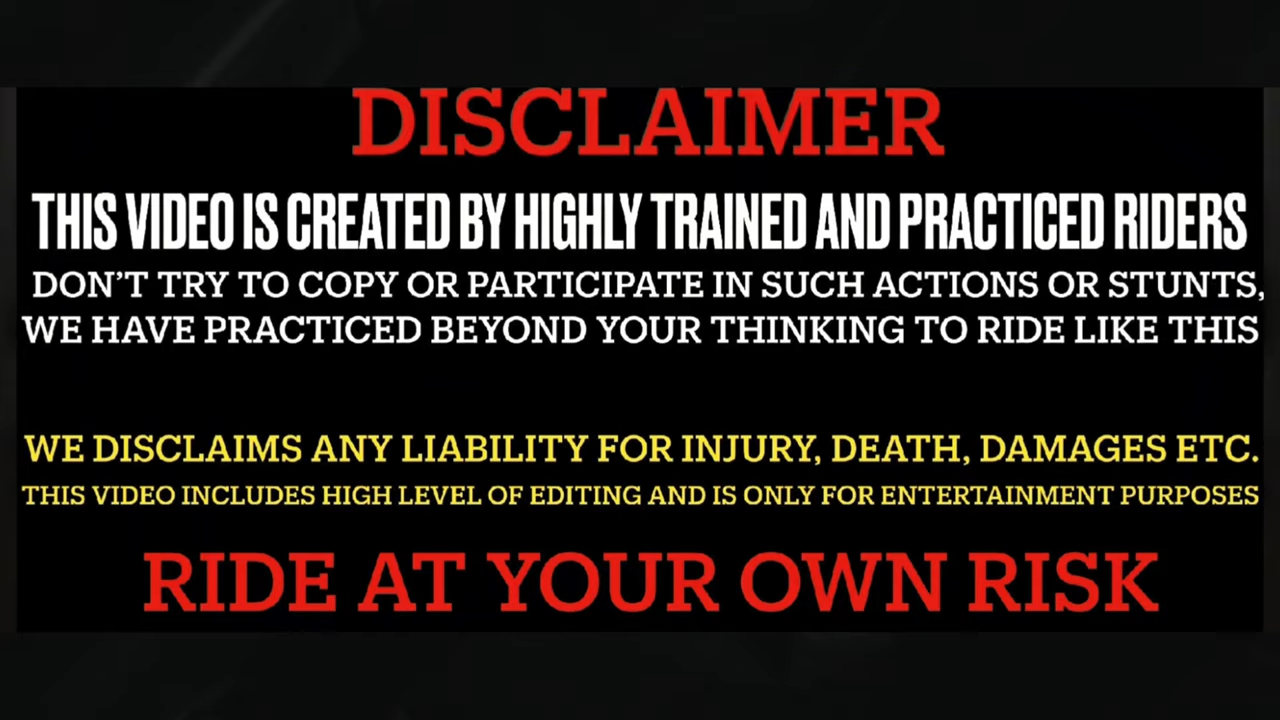 DISCLAIMER
THIS VIDEO IS CREATED BY HIGHLY TRAINED AND PRACTICED RIDERS
DON'T TRY TO COPY OR PARTICIPATE IN SUCH ACTIONS OR STUNTS,
WE HAVE PRACTICED BEYOND YOUR THINKING TO RIDE LIKE THIS
WE DISCLAIMS ANY LIABILITY FOR INJURY, DEATH, DAMAGES ETC.
THIS VIDEO INCLUDES HIGH LEVEL OF EDITING AND IS ONLY FOR ENTERTAINMENT PURPOSES
RIDE AT YOUR OWN RISK